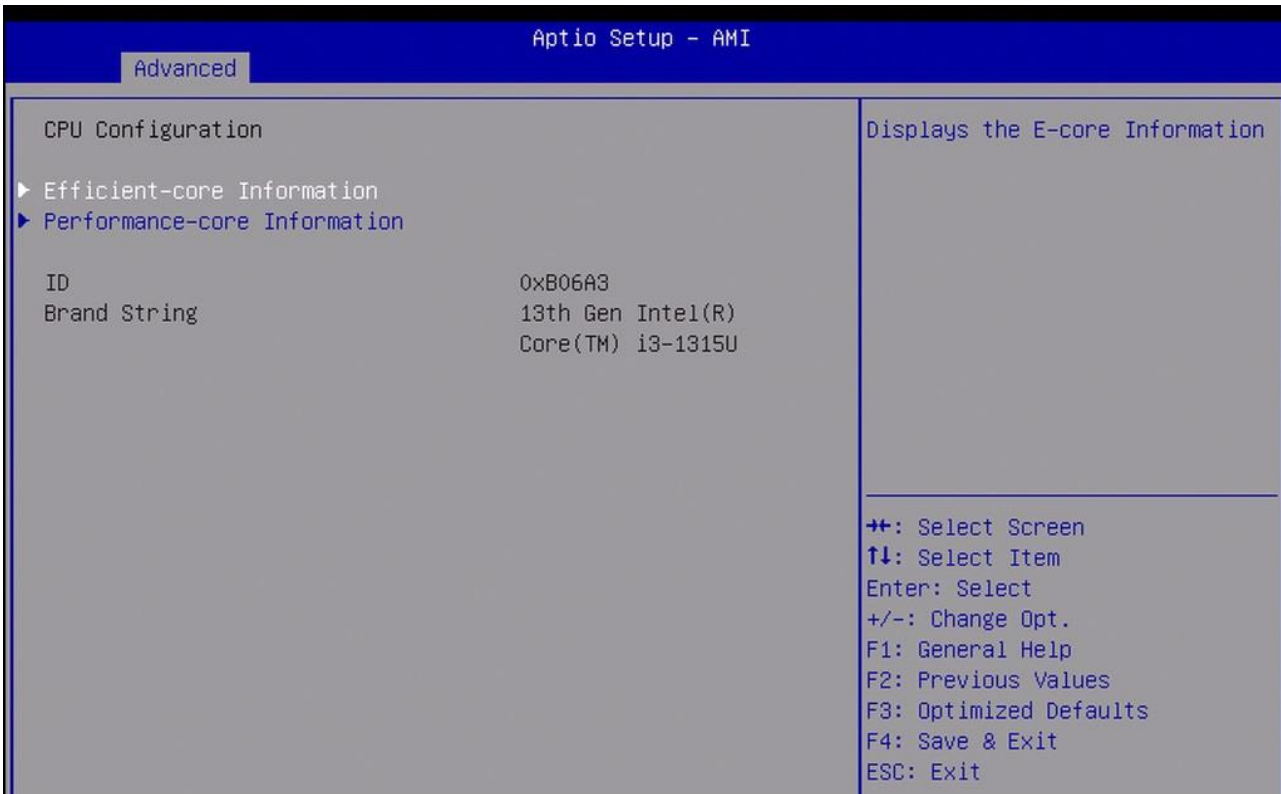 Aptio Setup - AMI
Advanced
CPU Configuration
Efficient-core Information
Performance-core Information
ID 0xB06A3
Brand String 13th Gen Intel(R)
Core(TM) i3-1315U
Displays the E-core Information
→←: Select Screen
↑↓: Select Item
Enter: Select
+/-: Change Opt.
F1: General Help
F2: Previous Values
F3: Optimized Defaults
F4: Save & Exit
ESC: Exit